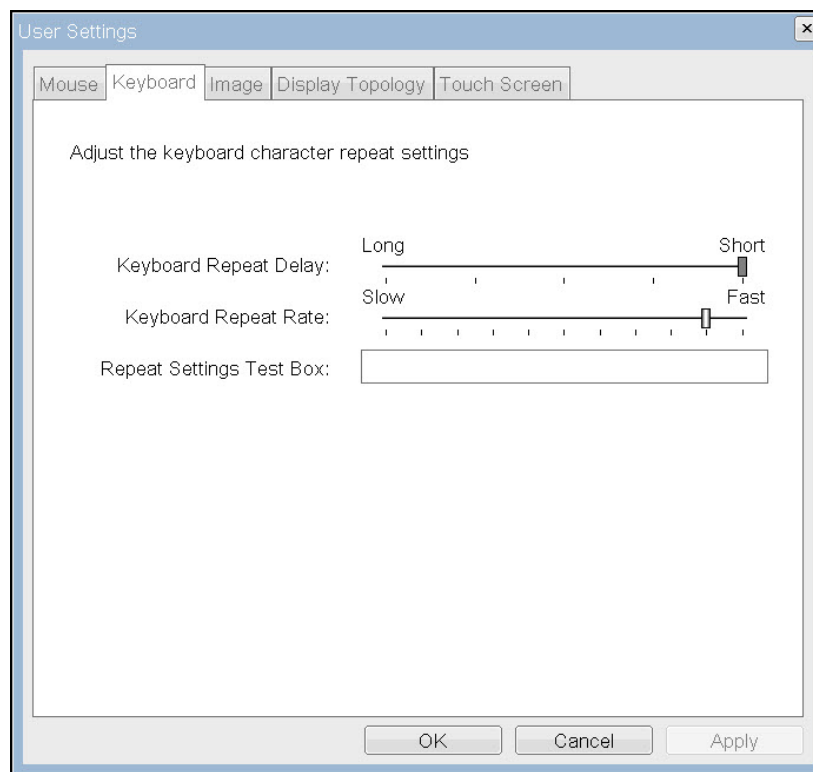 User Settings
Mouse Keyboard Image Display Topology Touch Screen
Adjust the keyboard character repeat settings
Long Short
Keyboard Repeat Delay:
Slow Fast
Keyboard Repeat Rate:
Repeat Settings Test Box:
OK Cancel Apply